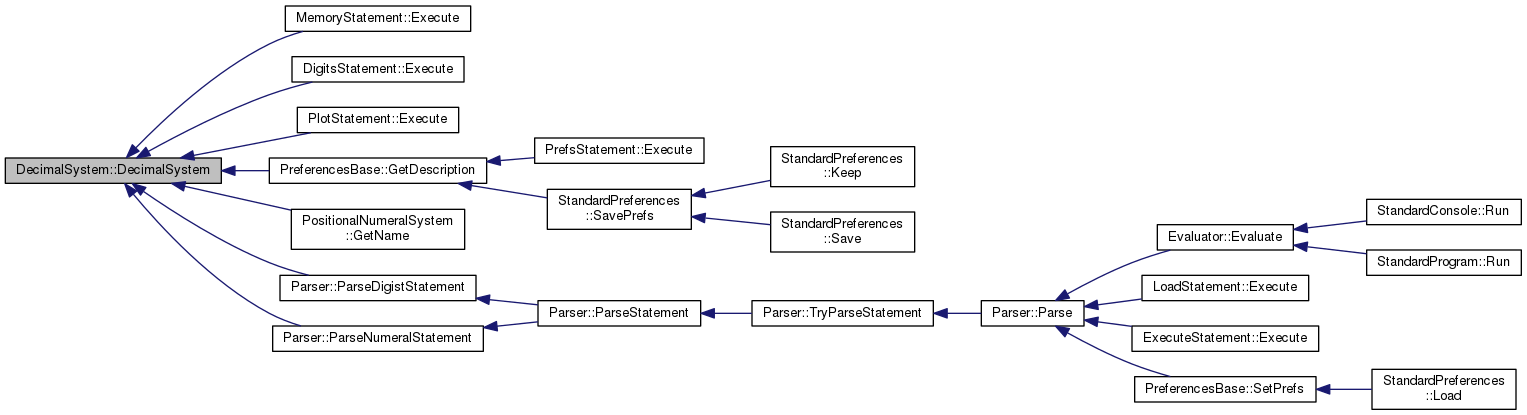 MemoryStatement::Execute
DigitsStatement::Execute
PlotStatement::Execute
DecimalSystem::DecimalSystem
PreferencesBase::GetDescription
PrefsStatement::Execute
StandardPreferences
::SavePrefs
StandardPreferences
::Keep
StandardPreferences
::Save
PositionalNumeralSystem
::GetName
Parser::ParseDigistStatement
Parser::ParseNumeralStatement
Parser::ParseStatement
Parser::TryParseStatement
Parser::Parse
Evaluator::Evaluate
StandardConsole::Run
StandardProgram::Run
LoadStatement::Execute
ExecuteStatement::Execute
PreferencesBase::SetPrefs
StandardPreferences
::Load